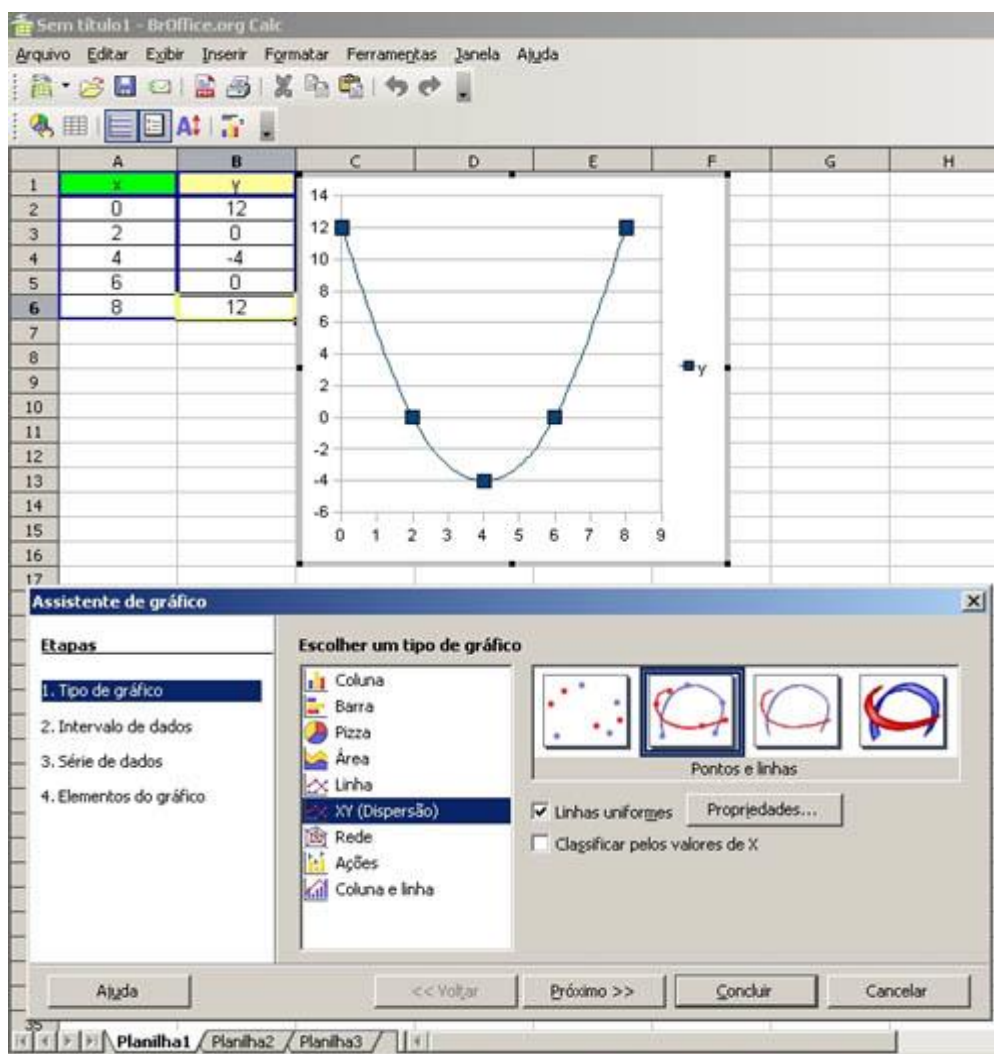 Sem título1 - BrOffice.org Calc
Arquivo Editar Exibir Inserir Formatar Ferramentas Janela Ajuda
A B C D E F G H
1 x y
2 0 12
3 2 0
4 4 -4
5 6 0
6 8 12
7
8
9
10
11
12
13
14
15
16
17
14
12
10
8
6
4
2
0
-2
-4
-6
0 1 2 3 4 5 6 7 8 9
y
Assistente de gráfico
Etapas
1. Tipo de gráfico
2. Intervalo de dados
3. Série de dados
4. Elementos do gráfico
Escolher um tipo de gráfico
Coluna
Barra
Pizza
Área
Linha
XY (Dispersão)
Rede
Ações
Coluna e linha
Pontos e linhas
Linhas uniformes Propriedades...
Classificar pelos valores de X
Ajuda << Voltar Próximo >> Concluir Cancelar
35
Planilha1 Planilha2 Planilha3